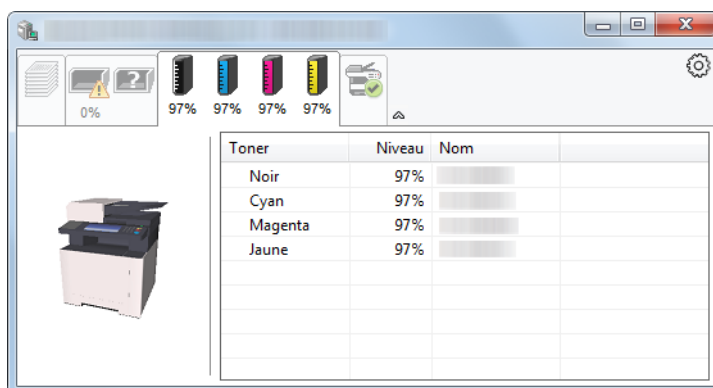 ?
0% 97% 97% 97% 97%
Toner Niveau Nom
Noir 97%
Cyan 97%
Magenta 97%
Jaune 97%